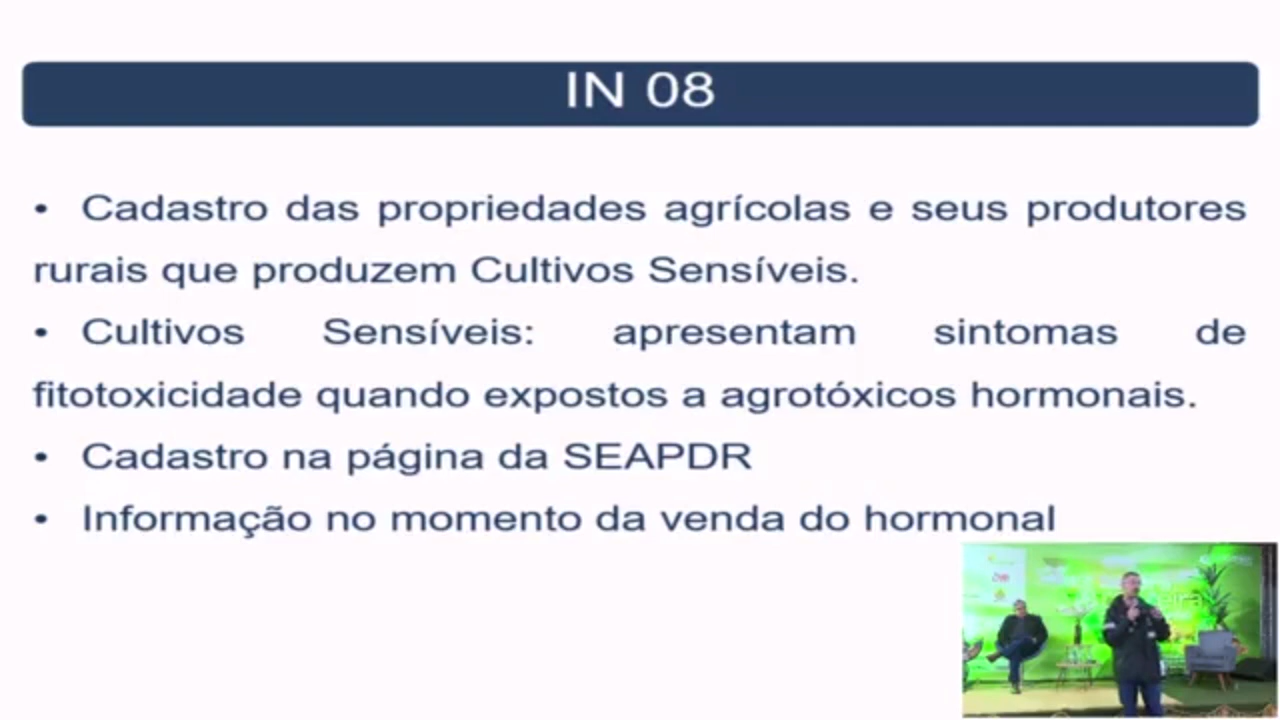 IN 08
• Cadastro das propriedades agrícolas e seus produtores
rurais que produzem Cultivos Sensíveis.
• Cultivos Sensíveis: apresentam sintomas de
fitotoxicidade quando expostos a agrotóxicos hormonais.
• Cadastro na página da SEAPDR
• Informação no momento da venda do hormonal